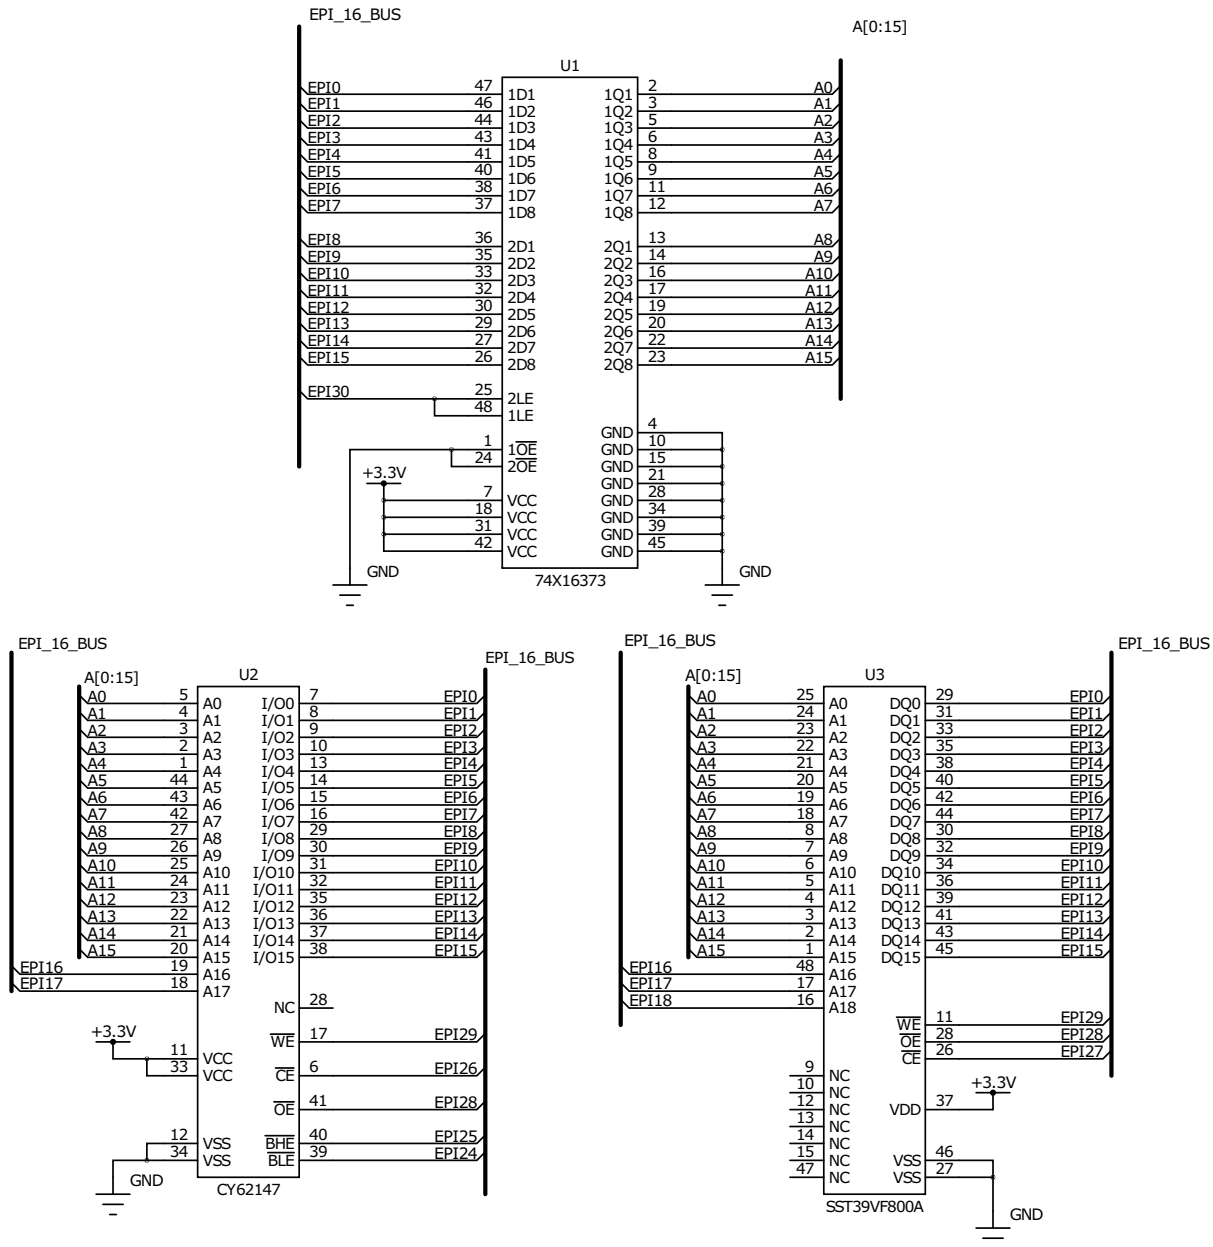 EPI_16_BUS
A[0:15]
U1
EPI0 47 1D1 1Q1 2 A0
EPI1 46 1D2 1Q2 3 A1
EPI2 44 1D3 1Q3 5 A2
EPI3 43 1D4 1Q4 6 A3
EPI4 41 1D5 1Q5 8 A4
EPI5 40 1D6 1Q6 9 A5
EPI6 38 1D7 1Q7 11 A6
EPI7 37 1D8 1Q8 12 A7
EPI8 36 2D1 2Q1 13 A8
EPI9 35 2D2 2Q2 14 A9
EPI10 33 2D3 2Q3 16 A10
EPI11 32 2D4 2Q4 17 A11
EPI12 30 2D5 2Q5 19 A12
EPI13 29 2D6 2Q6 20 A13
EPI14 27 2D7 2Q7 22 A14
EPI15 26 2D8 2Q8 23 A15
EPI30 25 2LE
48 1LE
GND 4
1 1OE GND 10
24 2OE GND 15
+3.3V GND 21
7 VCC GND 28
18 VCC GND 34
31 VCC GND 39
42 VCC GND 45
GND GND
74X16373
EPI_16_BUS
EPI_16_BUS
A[0:15] U2
A0 5 A0 I/O0 7 EPI0
A1 4 A1 I/O1 8 EPI1
A2 3 A2 I/O2 9 EPI2
A3 2 A3 I/O3 10 EPI3
A4 1 A4 I/O4 13 EPI4
A5 44 A5 I/O5 14 EPI5
A6 43 A6 I/O6 15 EPI6
A7 42 A7 I/O7 16 EPI7
A8 27 A8 I/O8 29 EPI8
A9 26 A9 I/O9 30 EPI9
A10 25 A10 I/O10 31 EPI10
A11 24 A11 I/O11 32 EPI11
A12 23 A12 I/O12 35 EPI12
A13 22 A13 I/O13 36 EPI13
A14 21 A14 I/O14 37 EPI14
A15 20 A15 I/O15 38 EPI15
EPI16 19 A16
EPI17 18 A17
NC 28
+3.3V WE 17 EPI29
11 VCC
33 VCC CE 6 EPI26
OE 41 EPI28
12 VSS BHE 40 EPI25
34 VSS BLE 39 EPI24
GND
CY62147
EPI_16_BUS
EPI_16_BUS
A[0:15] U3
A0 25 A0 DQ0 29 EPI0
A1 24 A1 DQ1 31 EPI1
A2 23 A2 DQ2 33 EPI2
A3 22 A3 DQ3 35 EPI3
A4 21 A4 DQ4 38 EPI4
A5 20 A5 DQ5 40 EPI5
A6 19 A6 DQ6 42 EPI6
A7 18 A7 DQ7 44 EPI7
A8 8 A8 DQ8 30 EPI8
A9 7 A9 DQ9 32 EPI9
A10 6 A10 DQ10 34 EPI10
A11 5 A11 DQ11 36 EPI11
A12 4 A12 DQ12 39 EPI12
A13 3 A13 DQ13 41 EPI13
A14 2 A14 DQ14 43 EPI14
A15 1 A15 DQ15 45 EPI15
EPI16 48 A16
EPI17 17 A17
EPI18 16 A18
WE 11 EPI29
OE 28 EPI28
CE 26 EPI27
9 NC
10 NC +3.3V
12 NC VDD 37
13 NC
14 NC
15 NC VSS 46
47 NC VSS 27
SST39VF800A
GND